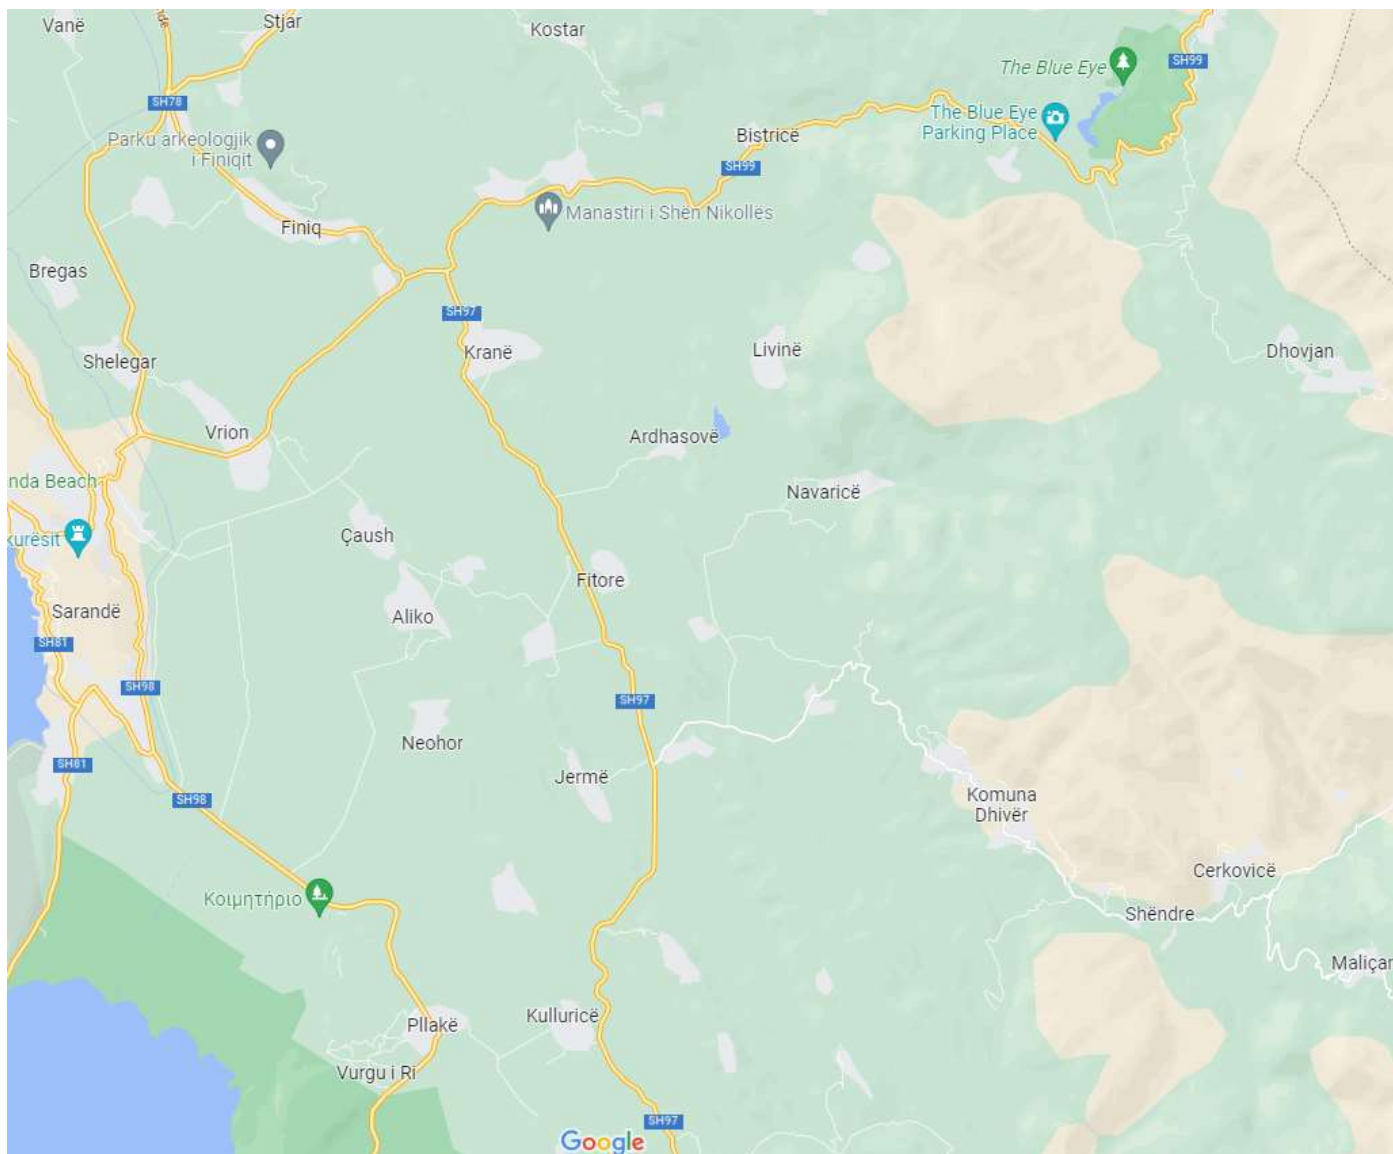 Vanë
Stjar
Kostar
The Blue Eye
SH99
SH78
The Blue Eye
Parking Place
Parku arkeologjik
i Finiqit
Bistricë
SH99
Manastiri i Shën Nikollës
Finiq
Bregas
SH97
Kranë
Livinë
Dhovjan
Shelegar
Vrion
Ardhasovë
nda Beach
Navaricë
kurësit
Çaush
Fitore
Sarandë
Aliko
SH81
SH98
SH97
Neohor
SH81
Jermë
SH98
Komuna
Dhivër
Cerkovicë
Κοιμητήριο
Shëndre
Maliçan
Pllakë
Kulluricë
Vurgu i Ri
SH97
Google